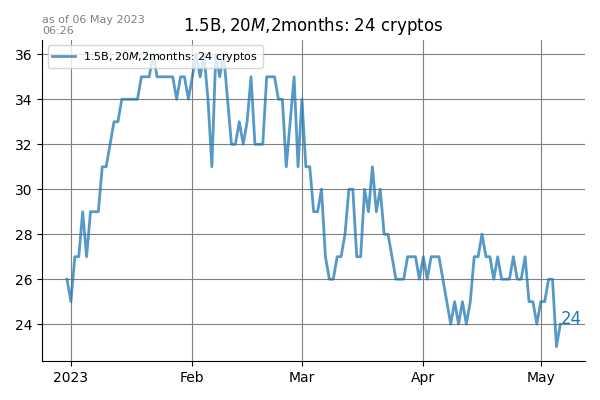 as of 06 May 2023
06:26
1.5B, 20M,2months: 24 cryptos
1.5B, 20M,2months: 24 cryptos
36
34
32
30
28
26
24
24
2023
Feb
Mar
Apr
May